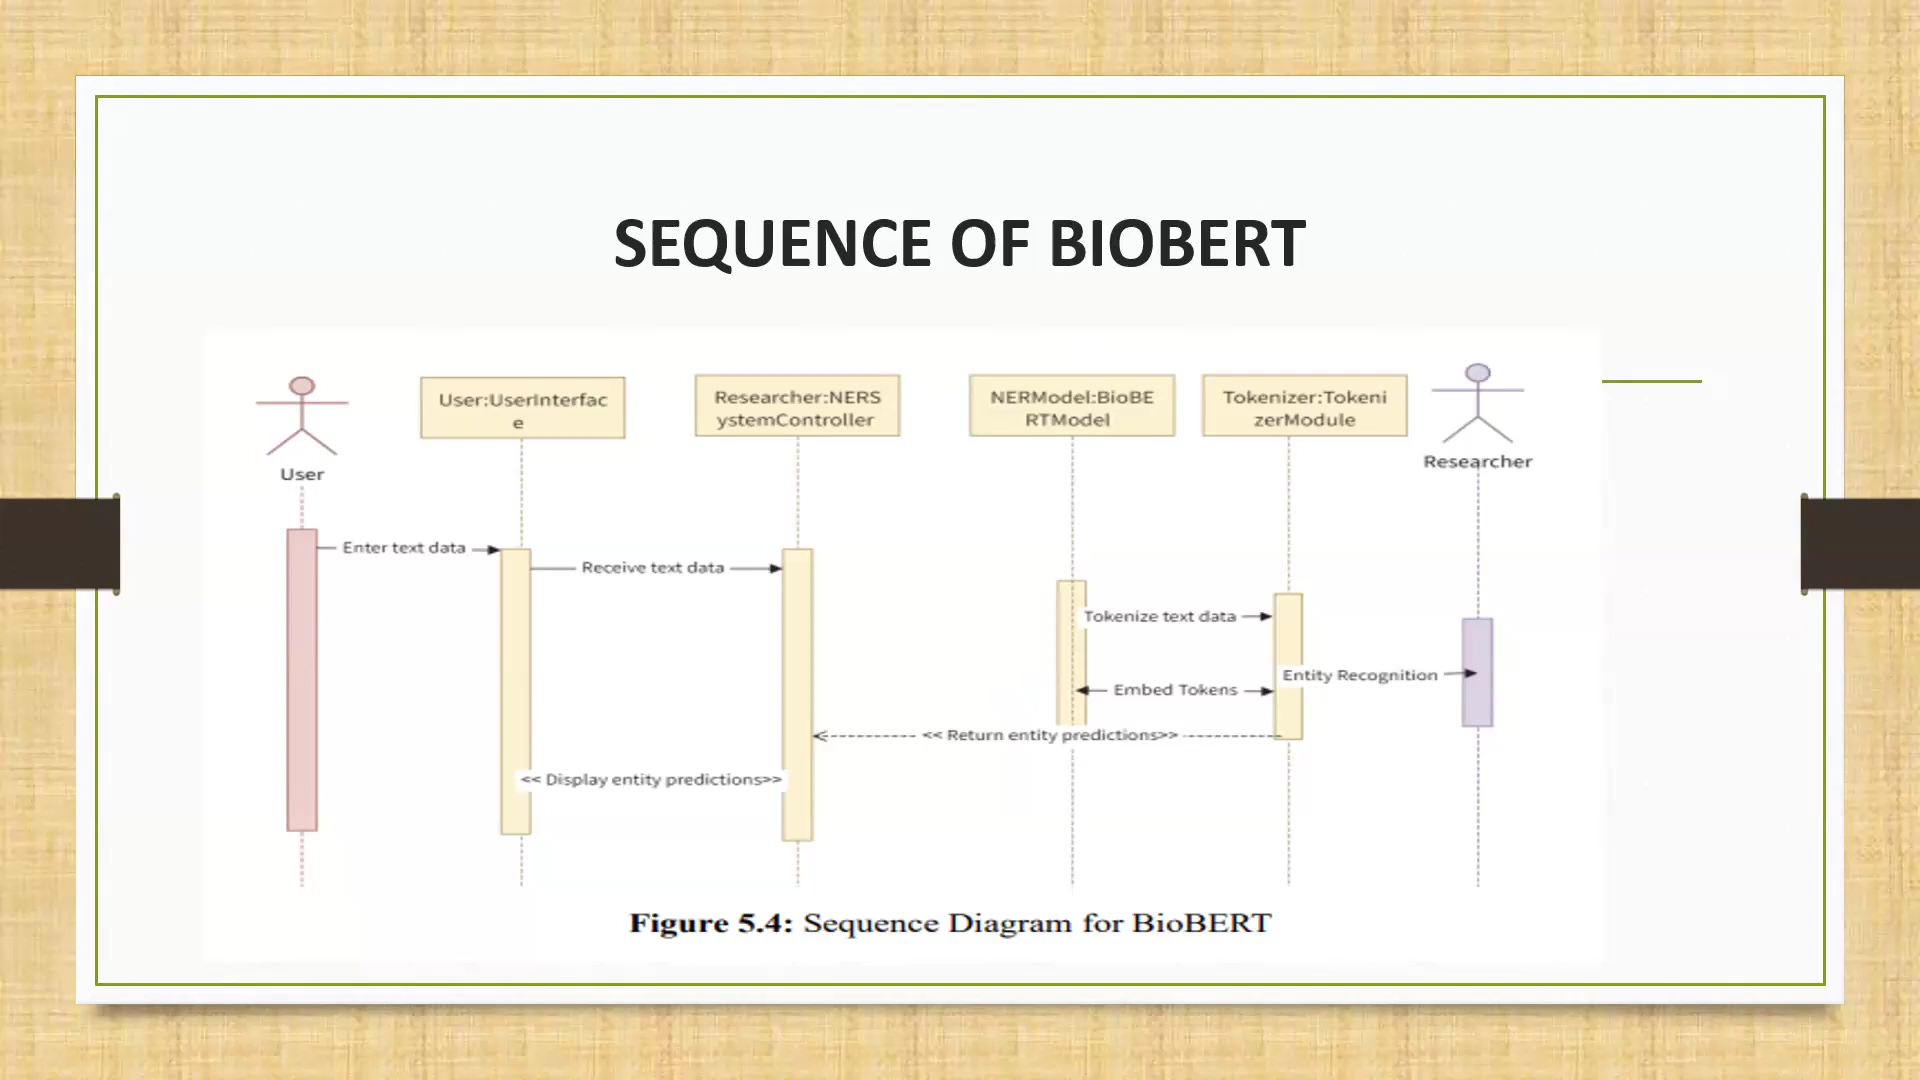 SEQUENCE OF BIOBERT
User:UserInterfac
e
Researcher:NERS
ystemController
NERModel:BioBE
RTModel
Tokenizer:Tokeni
zerModule
User
Researcher
Enter text data
Receive text data
Tokenize text data
Entity Recognition
Embed Tokens
<< Return entity predictions>>
<< Display entity predictions>>
Figure 5.4: Sequence Diagram for BioBERT